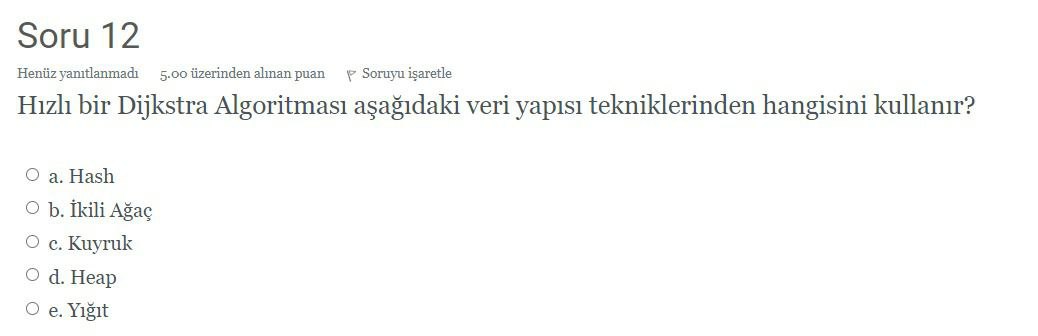 Soru 12
Henüz yanıtlanmadı 5.00 üzerinden alınan puan Soruyu işaretle
Hızlı bir Dijkstra Algoritması aşağıdaki veri yapısı tekniklerinden hangisini kullanır?
a. Hash
b. İkili Ağaç
c. Kuyruk
d. Heap
e. Yığıt